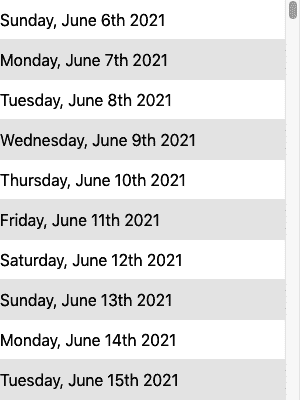 Sunday, June 6th 2021
Monday, June 7th 2021
Tuesday, June 8th 2021
Wednesday, June 9th 2021
Thursday, June 10th 2021
Friday, June 11th 2021
Saturday, June 12th 2021
Sunday, June 13th 2021
Monday, June 14th 2021
Tuesday, June 15th 2021